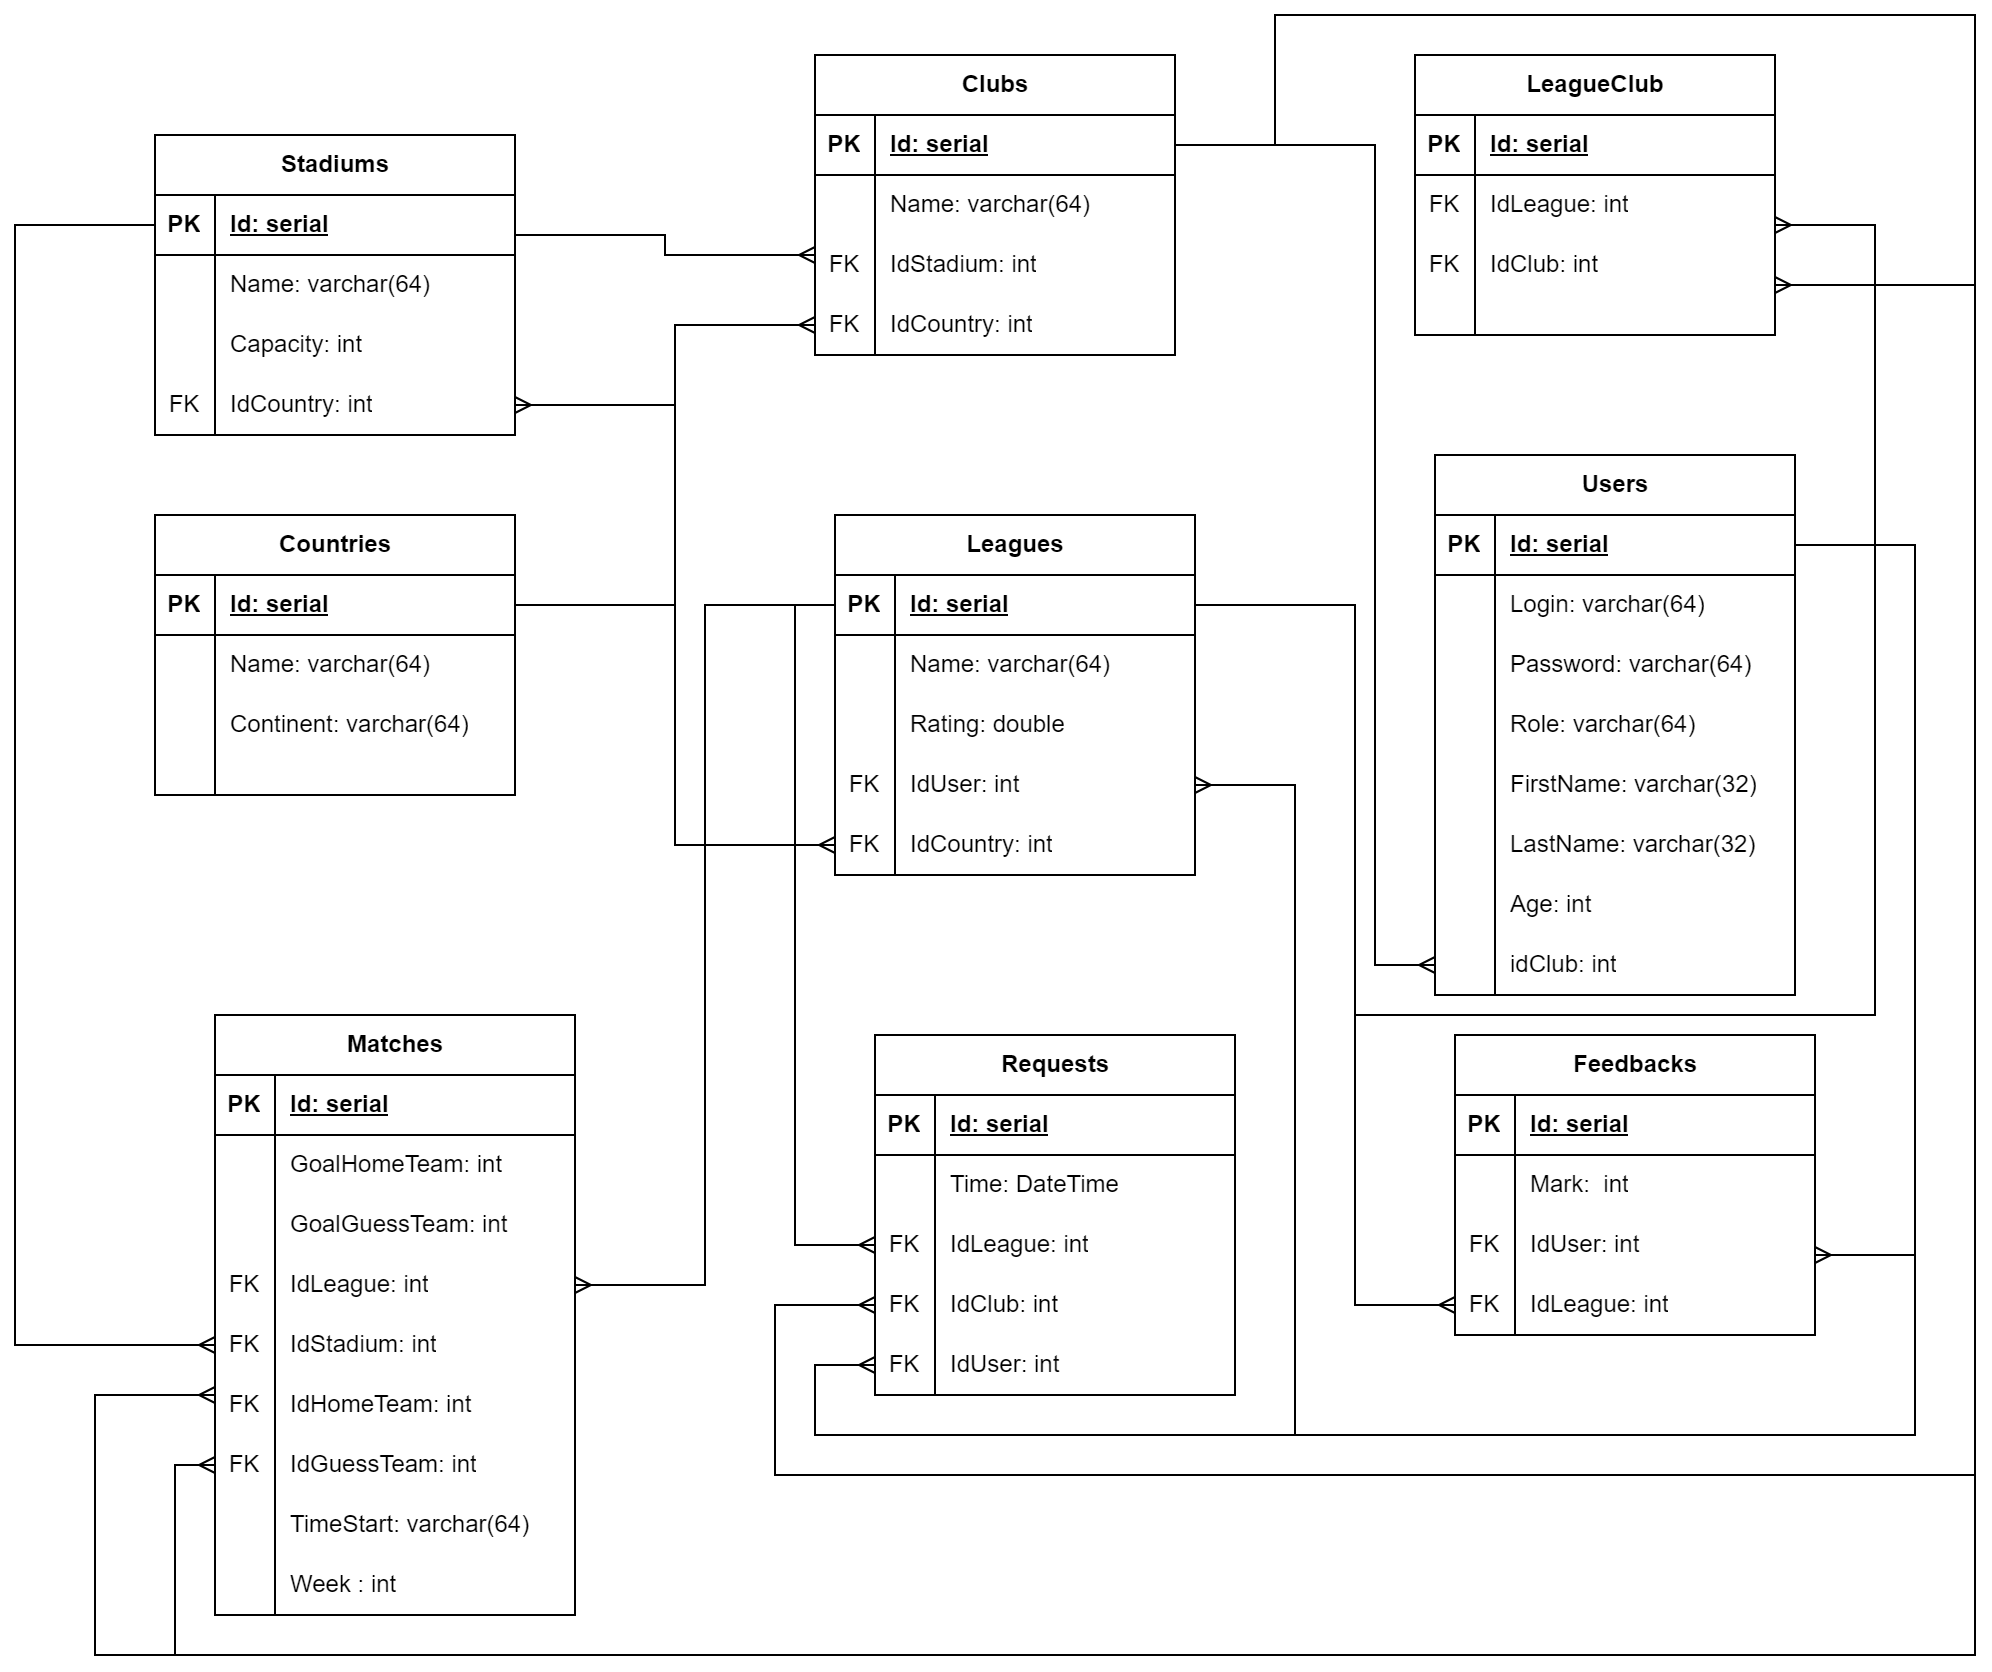 Clubs
PK Id: serial
Name: varchar(64)
FK IdStadium: int
FK IdCountry: int
LeagueClub
PK Id: serial
FK IdLeague: int
FK IdClub: int
Stadiums
PK Id: serial
Name: varchar(64)
Capacity: int
FK IdCountry: int
Countries
PK Id: serial
Name: varchar(64)
Continent: varchar(64)
Leagues
PK Id: serial
Name: varchar(64)
Rating: double
FK IdUser: int
FK IdCountry: int
Users
PK Id: serial
Login: varchar(64)
Password: varchar(64)
Role: varchar(64)
FirstName: varchar(32)
LastName: varchar(32)
Age: int
idClub: int
Matches
PK Id: serial
GoalHomeTeam: int
GoalGuessTeam: int
FK IdLeague: int
FK IdStadium: int
FK IdHomeTeam: int
FK IdGuessTeam: int
TimeStart: varchar(64)
Week : int
Requests
PK Id: serial
Time: DateTime
FK IdLeague: int
FK IdClub: int
FK IdUser: int
Feedbacks
PK Id: serial
Mark:  int
FK IdUser: int
FK IdLeague: int